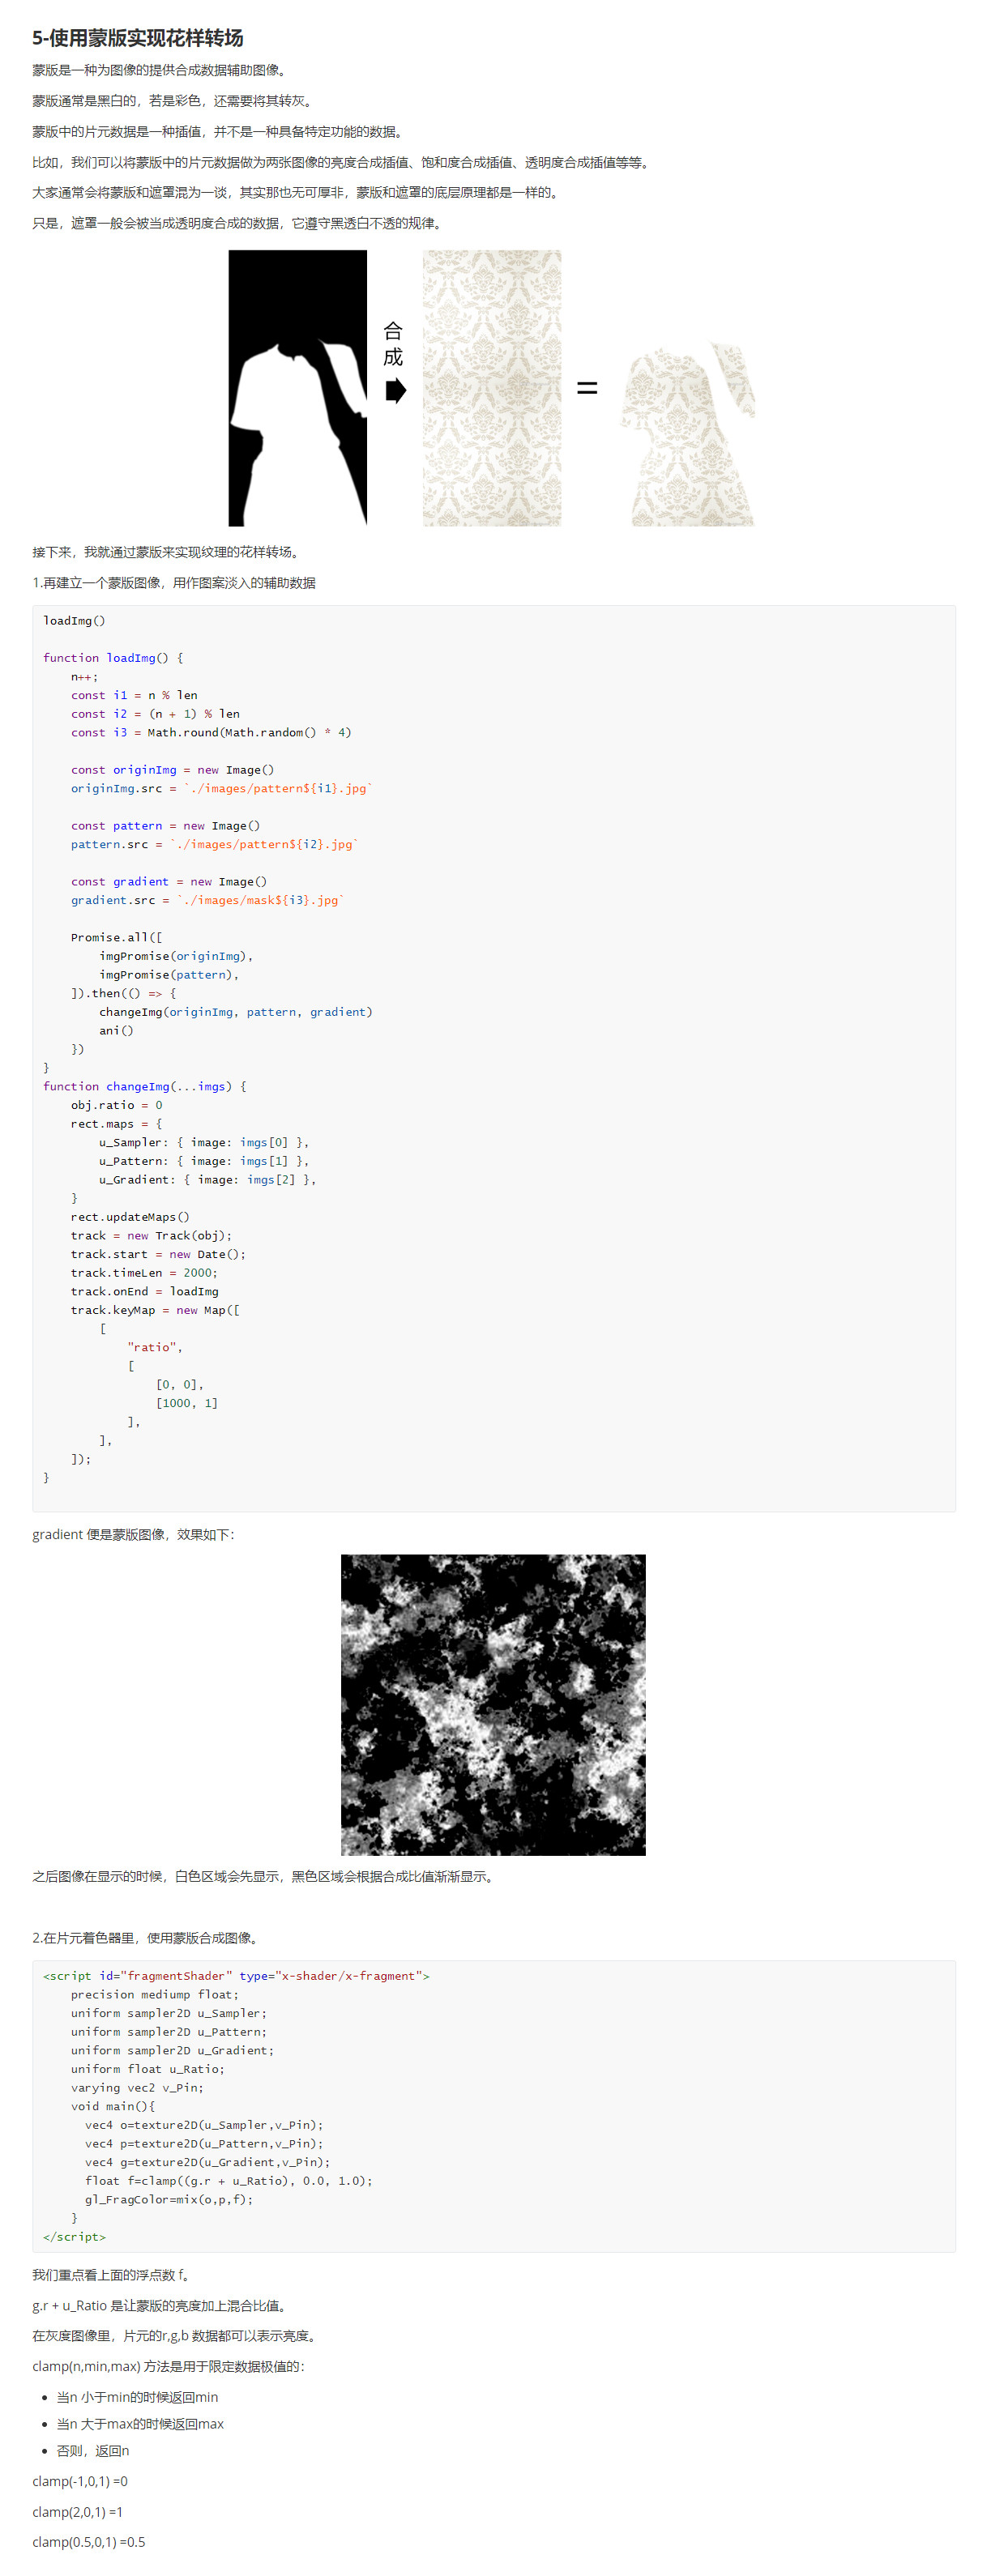 5-使用蒙版实现花样转场
蒙版是一种为图像的提供合成数据辅助图像。
蒙版通常是黑白的，若是彩色，还需要将其转灰。
蒙版中的片元数据是一种插值，并不是一种具备特定功能的数据。
比如，我们可以将蒙版中的片元数据做为两张图像的亮度合成插值、饱和度合成插值、透明度合成插值等等。
大家通常会将蒙版和遮罩混为一谈，其实那也无可厚非，蒙版和遮罩的底层原理都是一样的。
只是，遮罩一般会被当成透明度合成的数据，它遵守黑透白不透的规律。
合
成
=
接下来，我就通过蒙版来实现纹理的花样转场。
1.再建立一个蒙版图像，用作图案淡入的辅助数据
loadImg()
function loadImg() {
    n++;
    const i1 = n % len
    const i2 = (n + 1) % len
    const i3 = Math.round(Math.random() * 4)
    const originImg = new Image()
    originImg.src = `./images/pattern${i1}.jpg`
    const pattern = new Image()
    pattern.src = `./images/pattern${i2}.jpg`
    const gradient = new Image()
    gradient.src = `./images/mask${i3}.jpg`
    Promise.all([
        imgPromise(originImg),
        imgPromise(pattern),
    ]).then(() => {
        changeImg(originImg, pattern, gradient)
        ani()
    })
}
function changeImg(...imgs) {
    obj.ratio = 0
    rect.maps = {
        u_Sampler: { image: imgs[0] },
        u_Pattern: { image: imgs[1] },
        u_Gradient: { image: imgs[2] },
    }
    rect.updateMaps()
    track = new Track(obj);
    track.start = new Date();
    track.timeLen = 2000;
    track.onEnd = loadImg
    track.keyMap = new Map([
        [
            "ratio",
            [
                [0, 0],
                [1000, 1]
            ],
        ],
    ]);
}
gradient 便是蒙版图像，效果如下：
之后图像在显示的时候，白色区域会先显示，黑色区域会根据合成比值渐渐显示。
2.在片元着色器里，使用蒙版合成图像。
<script id="fragmentShader" type="x-shader/x-fragment">
    precision mediump float;
    uniform sampler2D u_Sampler;
    uniform sampler2D u_Pattern;
    uniform sampler2D u_Gradient;
    uniform float u_Ratio;
    varying vec2 v_Pin;
    void main(){
      vec4 o=texture2D(u_Sampler,v_Pin);
      vec4 p=texture2D(u_Pattern,v_Pin);
      vec4 g=texture2D(u_Gradient,v_Pin);
      float f=clamp((g.r + u_Ratio), 0.0, 1.0);
      gl_FragColor=mix(o,p,f);
    }
</script>
我们重点看上面的浮点数 f。
g.r + u_Ratio 是让蒙版的亮度加上混合比值。
在灰度图像里，片元的r,g,b 数据都可以表示亮度。
clamp(n,min,max) 方法是用于限定数据极值的：
• 当n 小于min的时候返回min
• 当n 大于max的时候返回max
• 否则，返回n
clamp(-1,0,1) =0
clamp(2,0,1) =1
clamp(0.5,0,1) =0.5